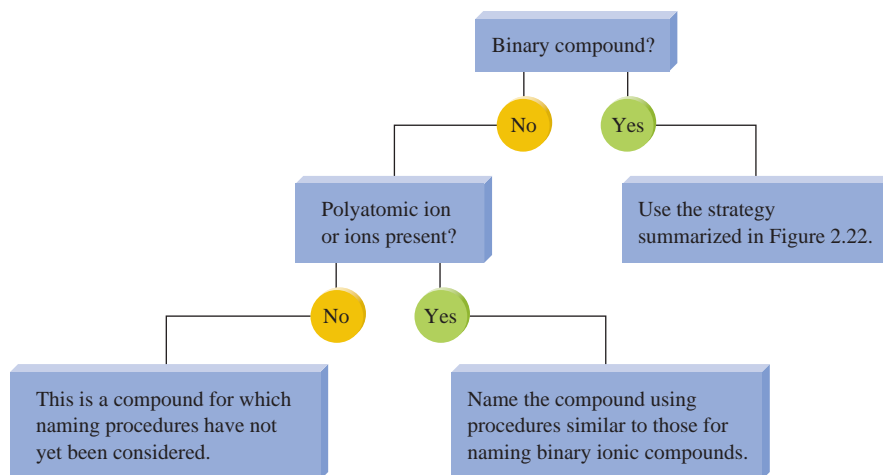 Binary compound?
No
Yes
Polyatomic ion
or ions present?
Use the strategy
summarized in Figure 2.22.
No
Yes
This is a compound for which
naming procedures have not
yet been considered.
Name the compound using
procedures similar to those for
naming binary ionic compounds.